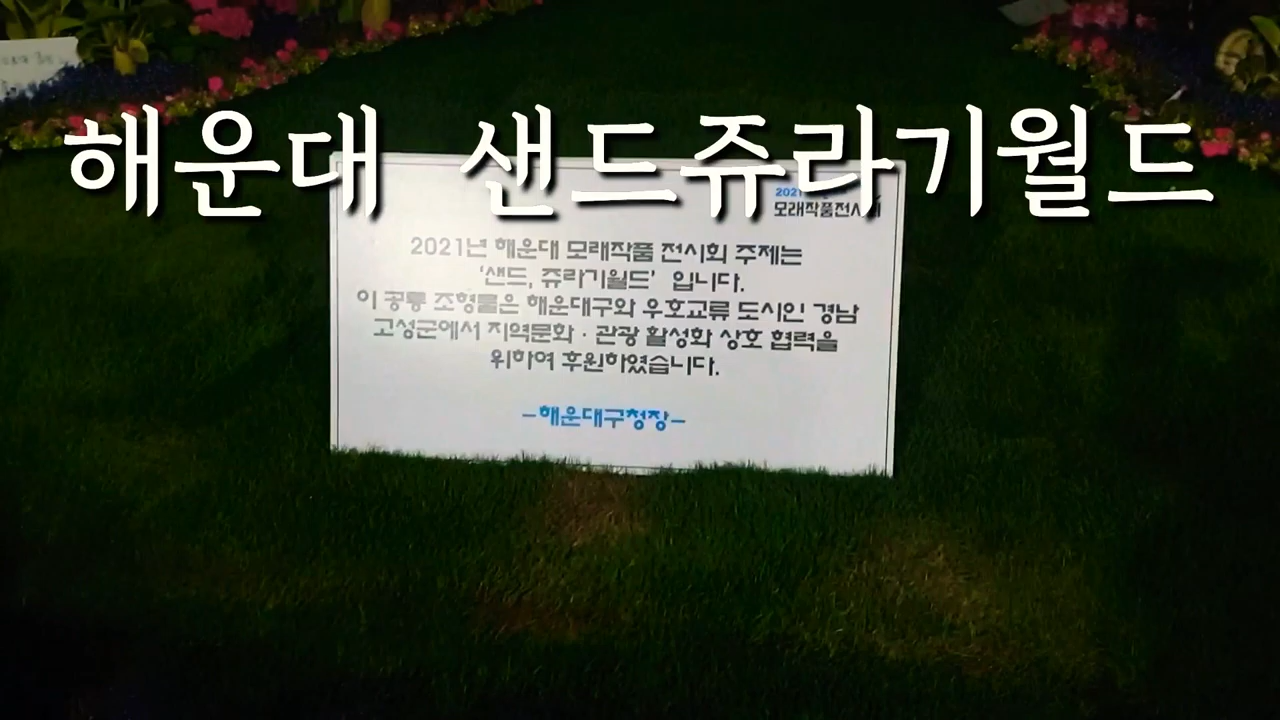 해운대 샌드쥬라기월드
2021
모래작품전시회
2021년 해운대 모래작품 전시회 주제는
'샌드, 쥬라기월드' 입니다.
이 공룡 조형물은 해운대구와 우호교류 도시인 경남
고성군에서 지역문화 · 관광 활성화 상호 협력을
위하여 후원하였습니다.
-해운대구청장-